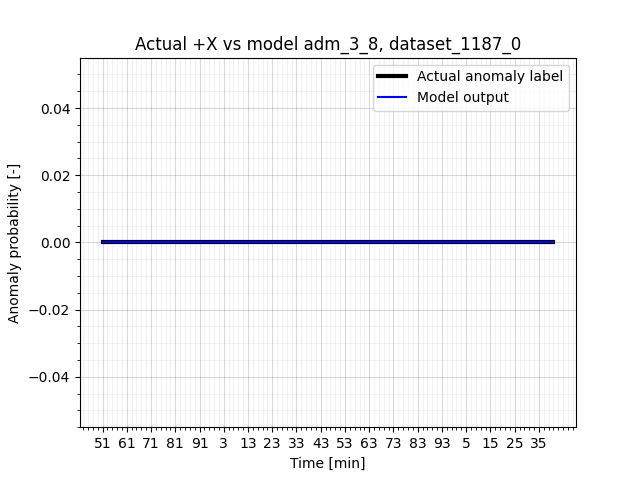 Actual +X vs model adm_3_8, dataset_1187_0
Actual anomaly label
Model output
Anomaly probability [-]
0.04
0.02
0.00
−0.02
−0.04
51 61 71 81 91 3 13 23 33 43 53 63 73 83 93 5 15 25 35
Time [min]